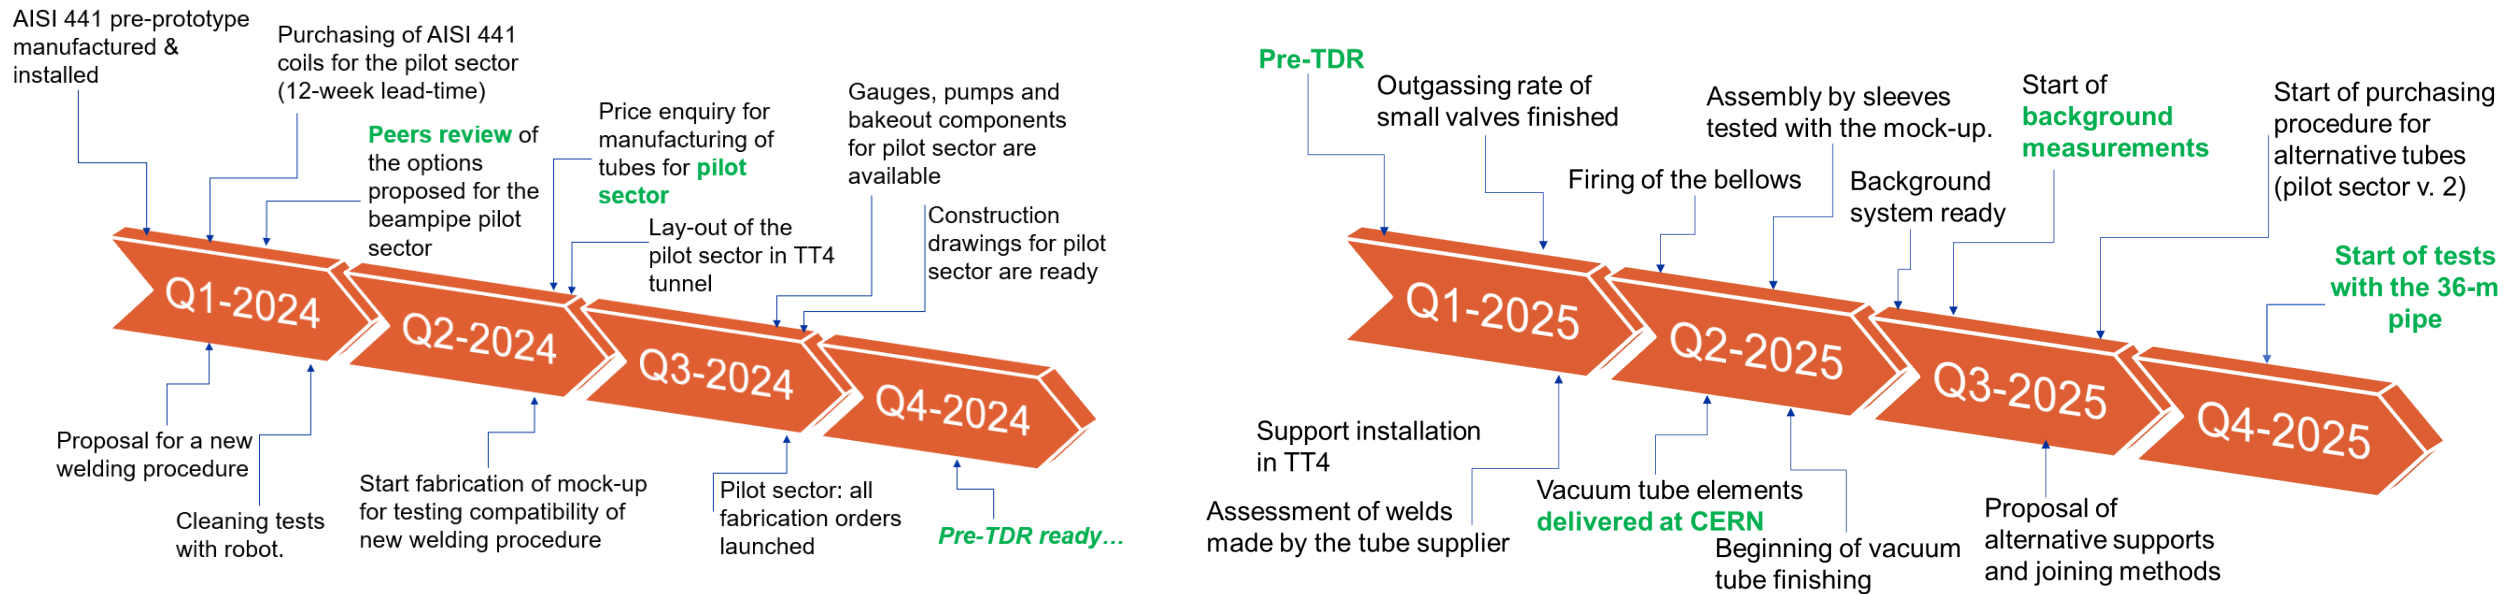 AISI 441 pre-prototype
manufactured &
installed
Purchasing of AISI 441
coils for the pilot sector
(12-week lead-time)
Peers review of
the options
proposed for the
beampipe pilot
sector
Price enquiry for
manufacturing of
tubes for pilot
sector
Lay-out of the
pilot sector in TT4
tunnel
Gauges, pumps and
bakeout components
for pilot sector are
available
Construction
drawings for pilot
sector are ready
Q1-2024
Q2-2024
Q3-2024
Q4-2024
Proposal for a new
welding procedure
Cleaning tests
with robot.
Start fabrication of mock-up
for testing compatibility of
new welding procedure
Pilot sector: all
fabrication orders
launched
Pre-TDR ready...
Pre-TDR
Outgassing rate of
small valves finished
Firing of the bellows
Assembly by sleeves
tested with the mock-up.
Background
system ready
Start of
background
measurements
Start of purchasing
procedure for
alternative tubes
(pilot sector v. 2)
Start of tests
with the 36-m
pipe
Q1-2025
Q2-2025
Q3-2025
Q4-2025
Support installation
in TT4
Assessment of welds
made by the tube supplier
Vacuum tube elements
delivered at CERN
Beginning of vacuum
tube finishing
Proposal of
alternative supports
and joining methods